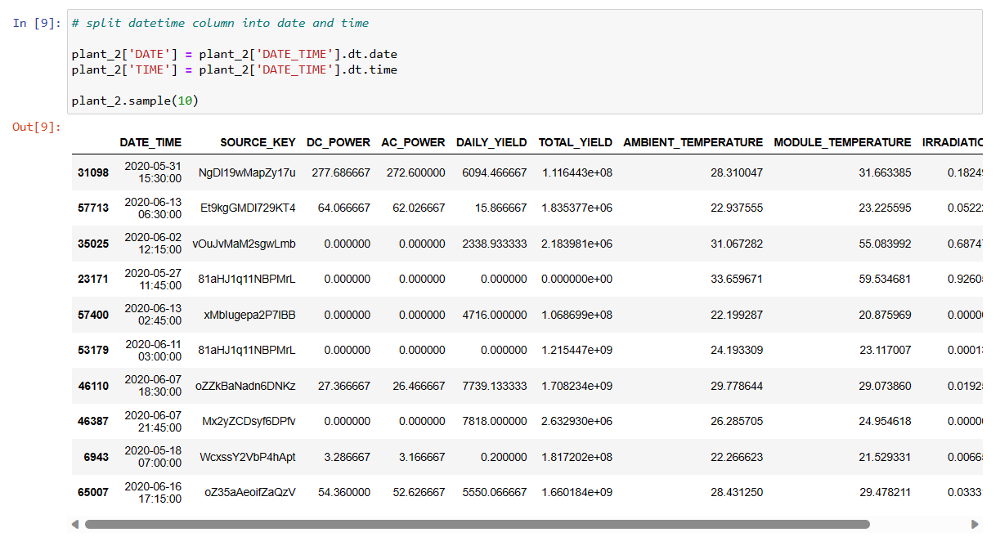 In [9]: # split datetime column into date and time
plant_2['DATE'] = plant_2['DATE_TIME'].dt.date
plant_2['TIME'] = plant_2['DATE_TIME'].dt.time
plant_2.sample(10)
Out[9]:
DATE_TIME SOURCE_KEY DC_POWER AC_POWER DAILY_YIELD TOTAL_YIELD AMBIENT_TEMPERATURE MODULE_TEMPERATURE IRRADIATIO
31098 2020-05-31 15:30:00 NgDl19wMapZy17u 277.686667 272.600000 6094.466667 1.116443e+08 28.310047 31.663385 0.1824
57713 2020-06-13 06:30:00 Et9kgGMDl729KT4 64.066667 62.026667 15.866667 1.835377e+06 22.937555 23.225595 0.0522
35025 2020-06-02 12:15:00 vOuJvMaM2sgwLmb 0.000000 0.000000 2338.933333 2.183981e+06 31.067282 55.083992 0.6874
23171 2020-05-27 11:45:00 81aHJ1q11NBPMrL 0.000000 0.000000 0.000000 0.000000e+00 33.659671 59.534681 0.9260
57400 2020-06-13 02:45:00 xMbIugepa2P7lBB 0.000000 0.000000 4716.000000 1.068699e+08 22.199287 20.875969 0.0000
53179 2020-06-11 03:00:00 81aHJ1q11NBPMrL 0.000000 0.000000 0.000000 1.215447e+09 24.193309 23.117007 0.0001
46110 2020-06-07 18:30:00 oZZkBaNadn6DNKz 27.366667 26.466667 7739.133333 1.708234e+09 29.778644 29.073860 0.0192
46387 2020-06-07 21:45:00 Mx2yZCDsyf6DPfv 0.000000 0.000000 7818.000000 2.632930e+06 26.285705 24.954618 0.0000
6943 2020-05-18 07:00:00 WcxssY2VbP4hApt 3.286667 3.166667 0.200000 1.817202e+08 22.266623 21.529331 0.0066
65007 2020-06-16 17:15:00 oZ35aAeoifZaQzV 54.360000 52.626667 5550.066667 1.660184e+09 28.431250 29.478211 0.0333